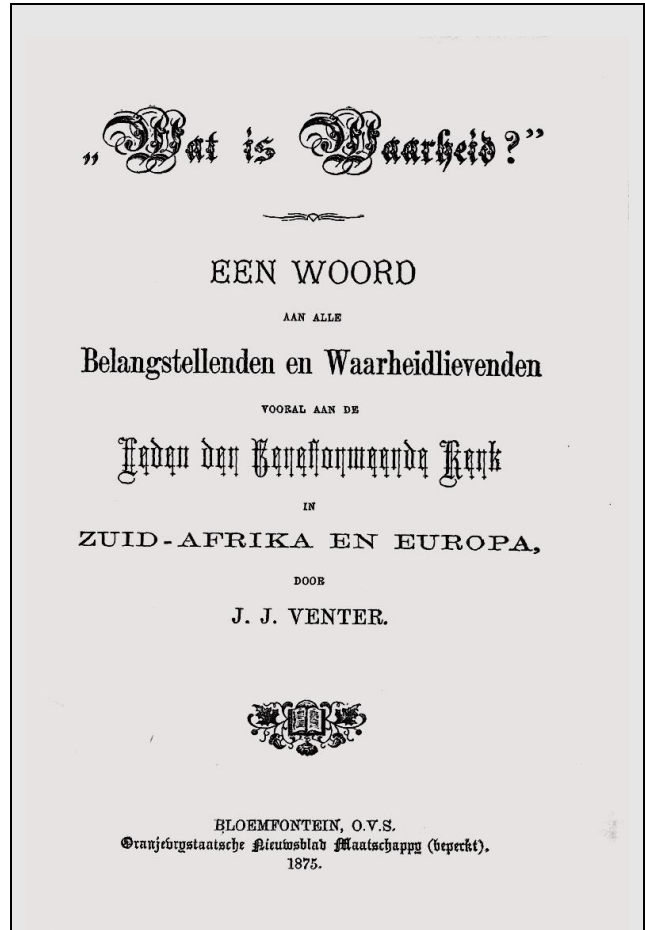 „Wat is Waarheid?”
EEN WOORD
AAN ALLE
Belangstellenden en Waarheidlievenden
VOORAL AAN DE
Leden der Gereformeerde Kerk
IN
ZUID-AFRIKA EN EUROPA,
DOOR
J. J. VENTER.
BLOEMFONTEIN, O.V.S.
Oranjevrystaatsche Nieuwsblad Maatschappy (beperkt).
1875.